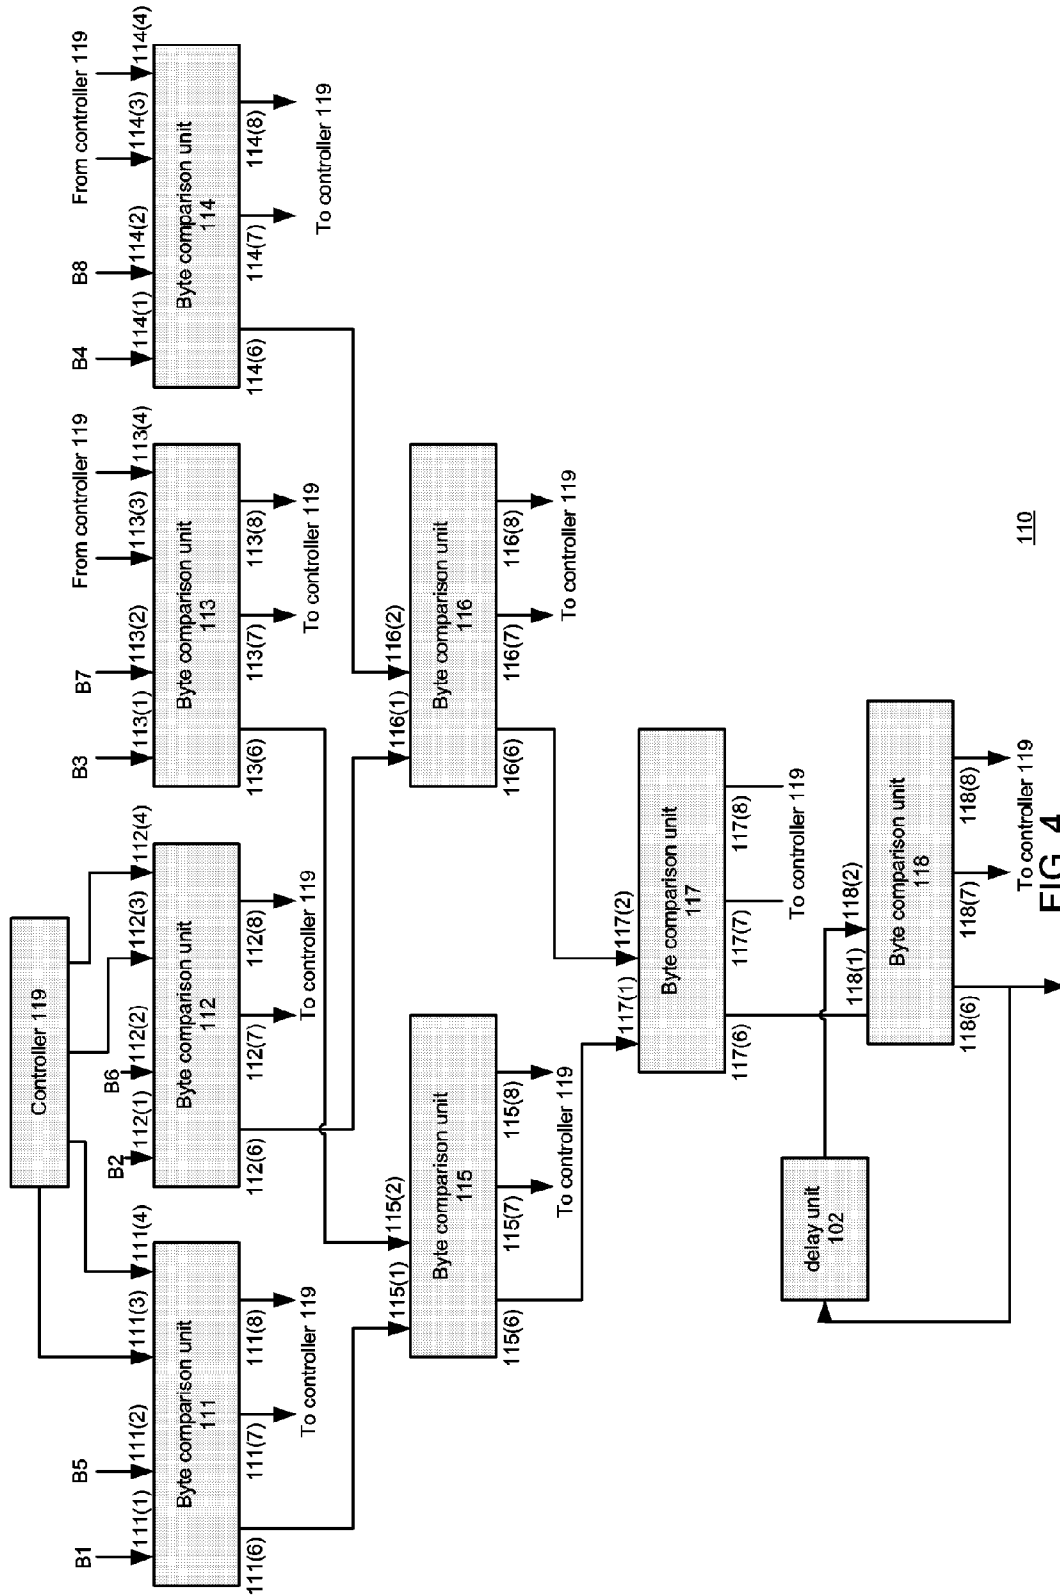 Controller 119
B1
B5
B2
B6
B3
B7
From controller 119
B4
B8
From controller 119
111(1)
111(2)
111(3)
111(4)
112(1)
112(2)
112(3)
112(4)
113(1)
113(2)
113(3)
113(4)
114(1)
114(2)
114(3)
114(4)
Byte comparison unit
111
Byte comparison unit
112
Byte comparison unit
113
Byte comparison unit
114
111(6)
111(7)
111(8)
112(6)
112(7)
112(8)
113(6)
113(7)
113(8)
114(6)
114(7)
114(8)
To controller 119
To controller 119
To controller 119
To controller 119
115(1)
115(2)
116(1)
116(2)
Byte comparison unit
115
Byte comparison unit
116
115(6)
115(7)
115(8)
116(6)
116(7)
116(8)
To controller 119
To controller 119
117(1)
117(2)
Byte comparison unit
117
117(6)
117(7)
117(8)
To controller 119
delay unit
102
118(1)
118(2)
Byte comparison unit
118
118(6)
118(7)
118(8)
To controller 119
110
FIG. 4